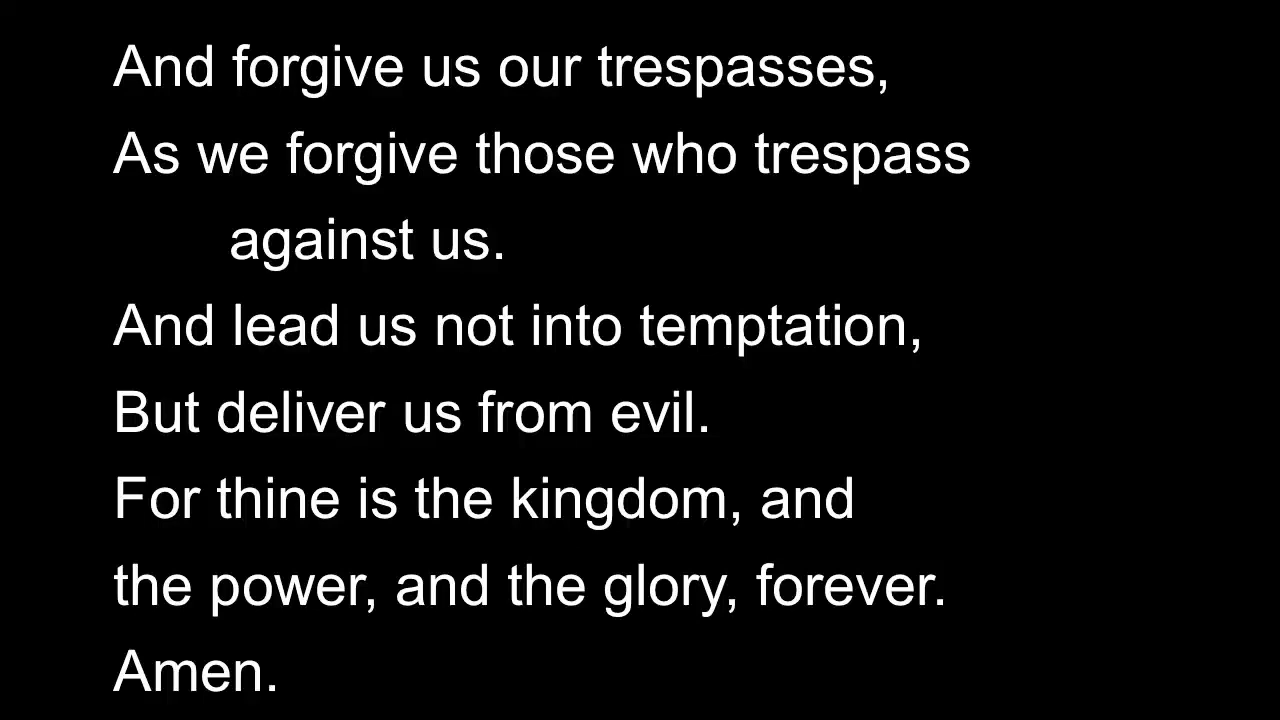 And forgive us our trespasses,
As we forgive those who trespass
against us.
And lead us not into temptation,
But deliver us from evil.
For thine is the kingdom, and
the power, and the glory, forever.
Amen.